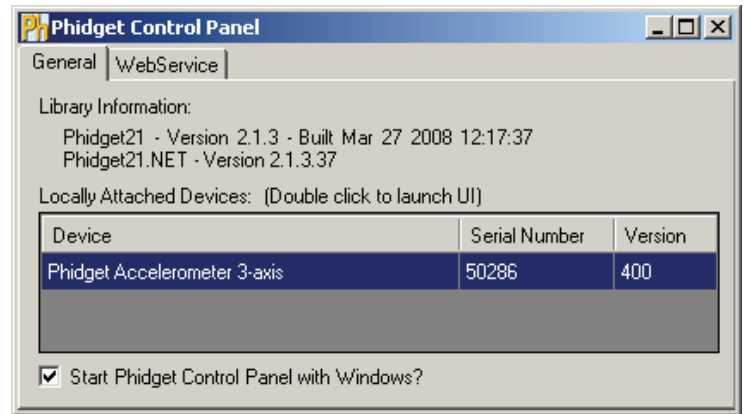 Ph Phidget Control Panel
General WebService
Library Information:
Phidget21 - Version 2.1.3 - Built Mar 27 2008 12:17:37
Phidget21.NET - Version 2.1.3.37
Locally Attached Devices: (Double click to launch UI)
Device Serial Number Version
Phidget Accelerometer 3-axis 50286 400
Start Phidget Control Panel with Windows?